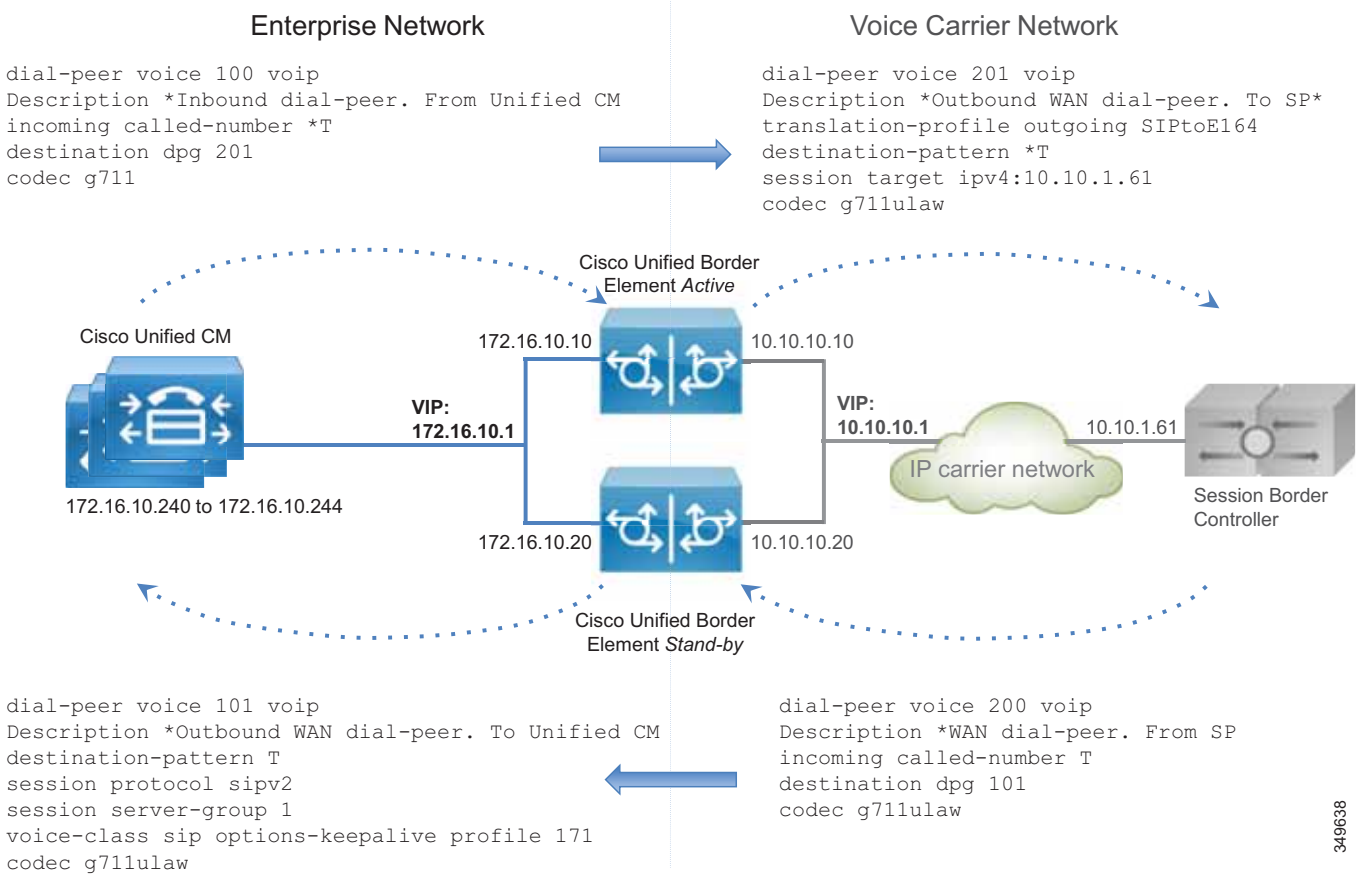 Enterprise Network
Voice Carrier Network
dial-peer voice 100 voip
Description *Inbound dial-peer. From Unified CM
incoming called-number *T
destination dpg 201
codec g711
dial-peer voice 201 voip
Description *Outbound WAN dial-peer. To SP*
translation-profile outgoing SIPtoE164
destination-pattern *T
session target ipv4:10.10.1.61
codec g711ulaw
Cisco Unified Border
Element Active
Cisco Unified CM
172.16.10.10
10.10.10.10
VIP:
172.16.10.1
VIP:
10.10.10.1
IP carrier network
10.10.1.61
172.16.10.240 to 172.16.10.244
Session Border
Controller
172.16.10.20
10.10.10.20
Cisco Unified Border
Element Stand-by
dial-peer voice 101 voip
Description *Outbound WAN dial-peer. To Unified CM
destination-pattern T
session protocol sipv2
session server-group 1
voice-class sip options-keepalive profile 171
codec g711ulaw
dial-peer voice 200 voip
Description *WAN dial-peer. From SP
incoming called-number T
destination dpg 101
codec g711ulaw
349638